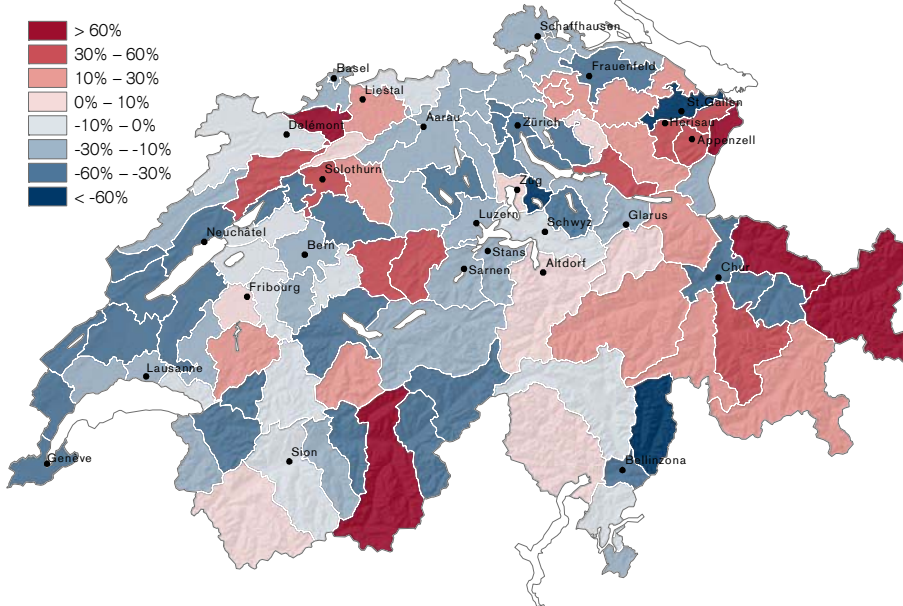 > 60%
30% – 60%
10% – 30%
0% – 10%
-10% – 0%
-30% – -10%
-60% – -30%
< -60%
Schaffhausen
Basel
Frauenfeld
Liestal
St.Gallen
Aarau
Zürich
Herisau
Delémont
Appenzell
Solothurn
Zug
Luzern
Glarus
Schwyz
Neuchâtel
Bern
Stans
Altdorf
Sarnen
Chur
Fribourg
Lausanne
Sion
Genève
Bellinzona